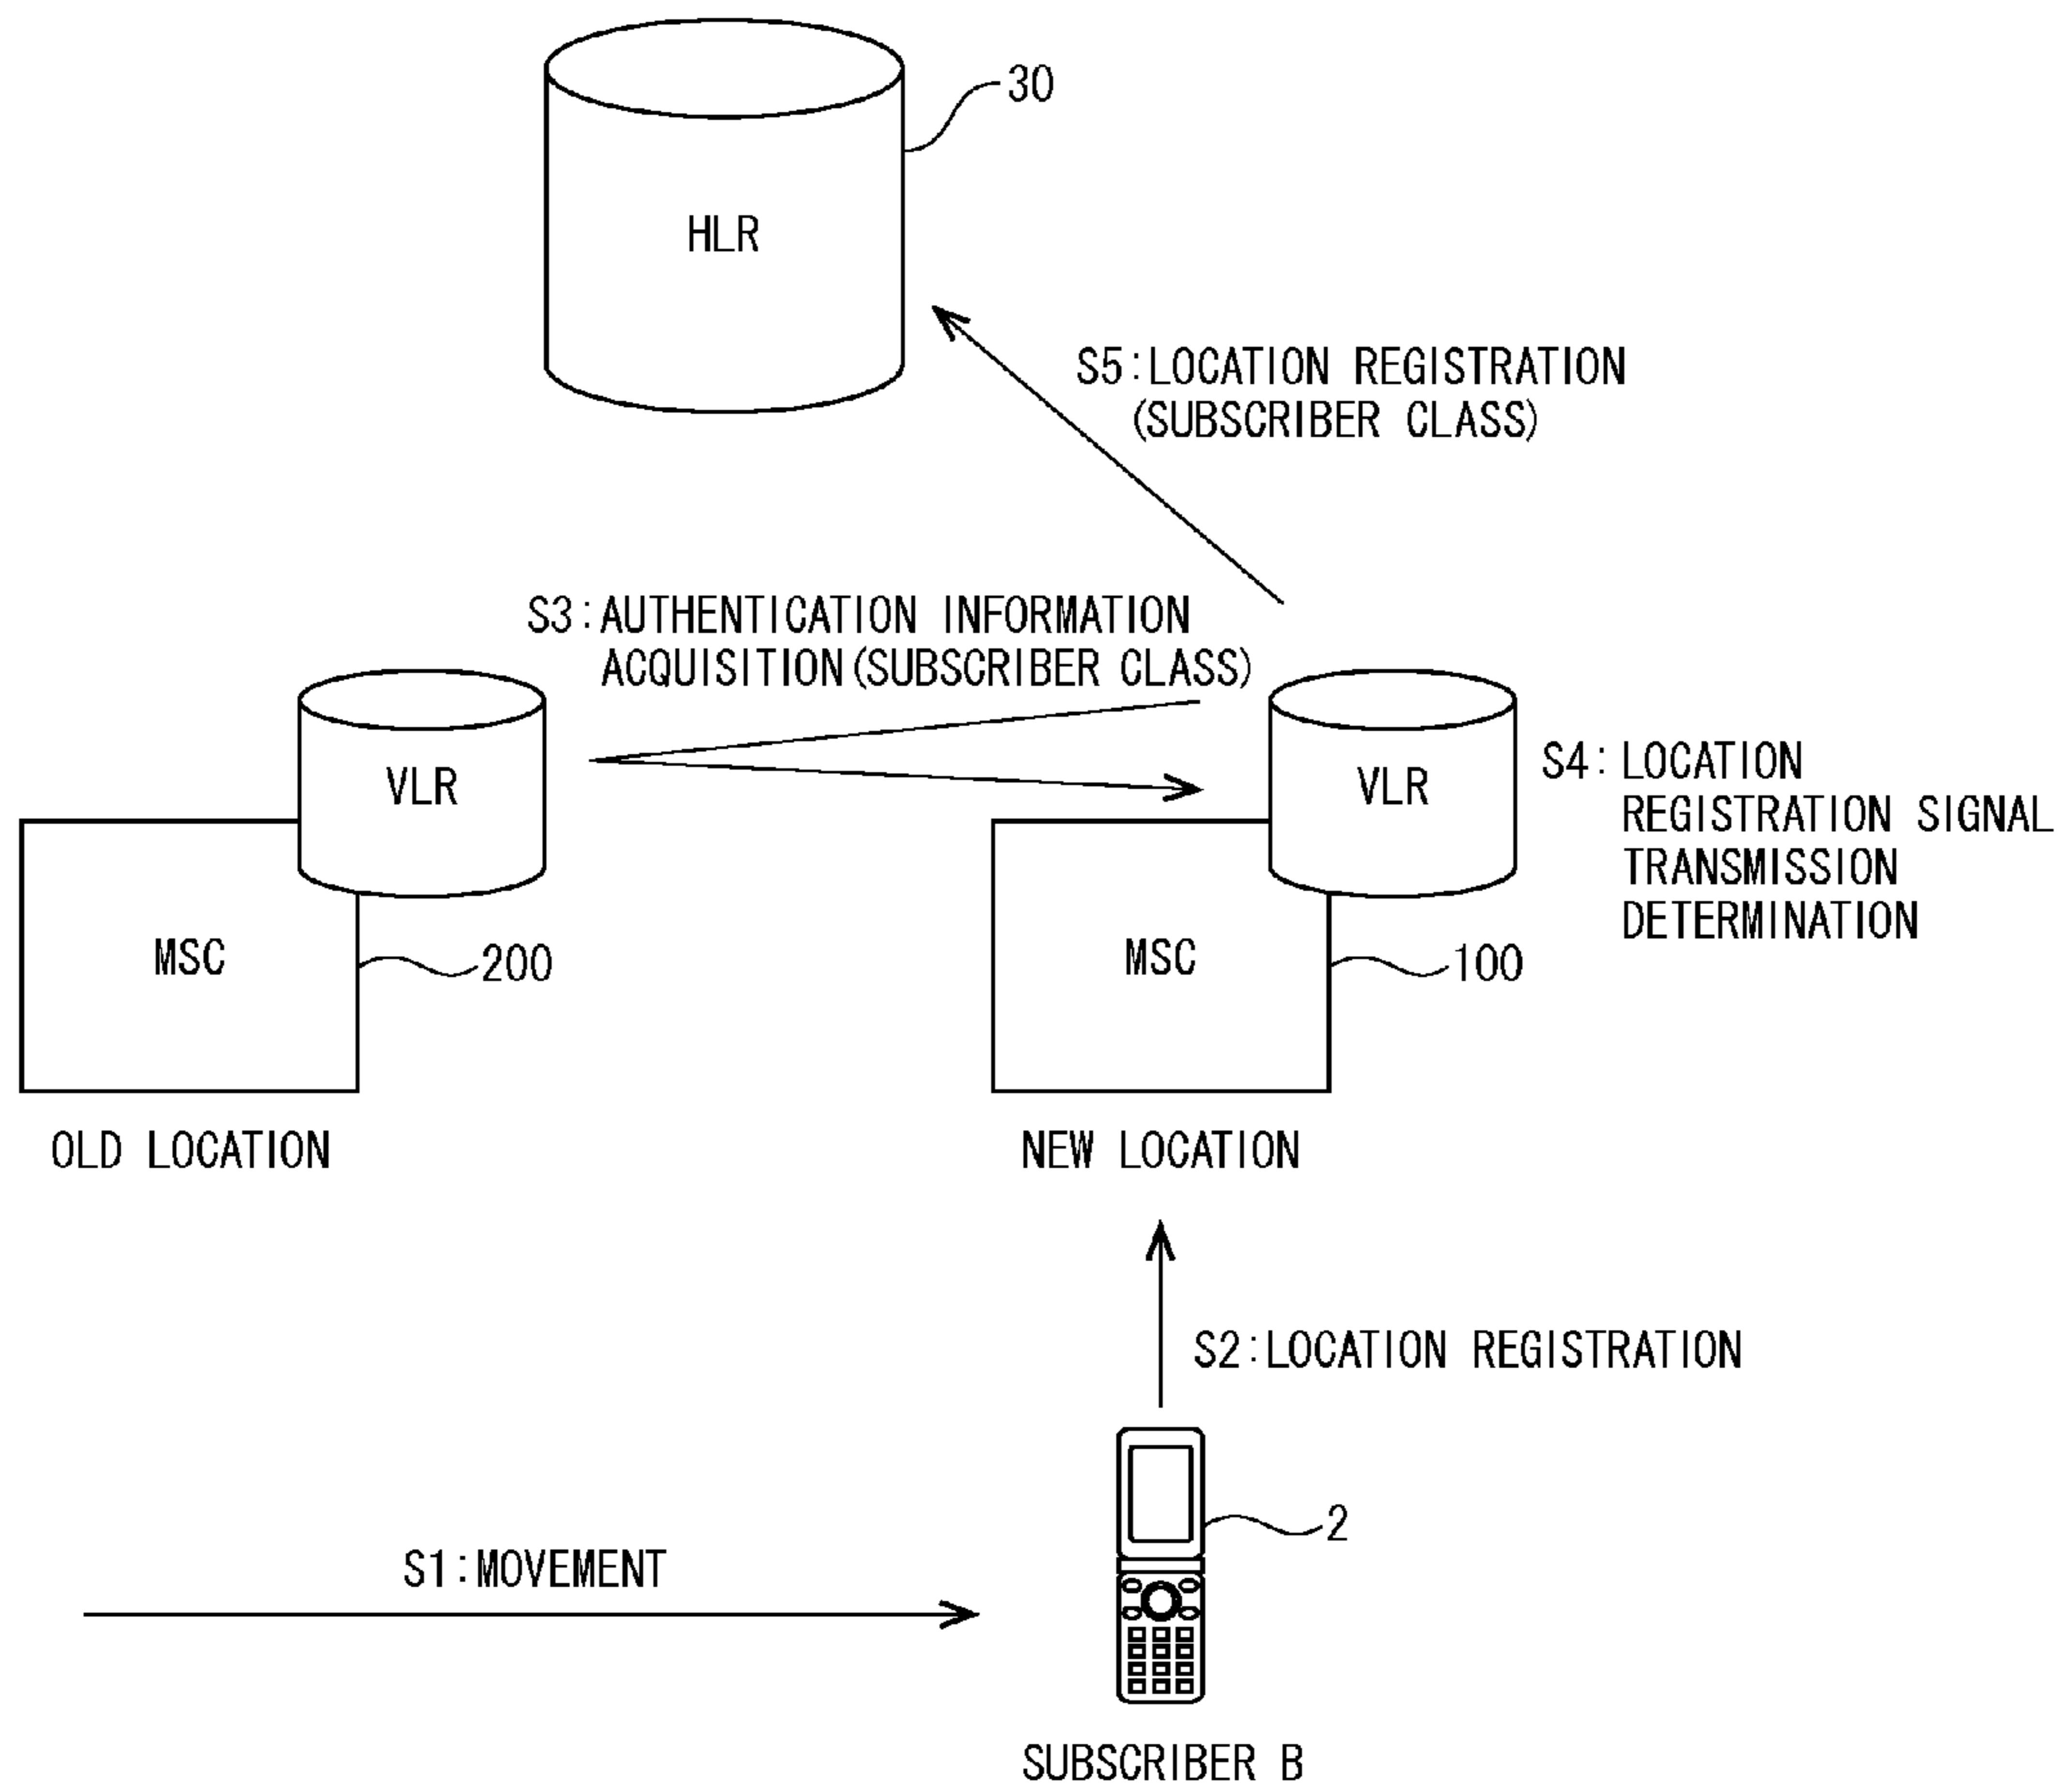 30
HLR
S5:LOCATION REGISTRATION
(SUBSCRIBER CLASS)
S3:AUTHENTICATION INFORMATION
ACQUISITION(SUBSCRIBER CLASS)
VLR
VLR
S4:LOCATION
REGISTRATION SIGNAL
TRANSMISSION
DETERMINATION
MSC
200
MSC
100
OLD LOCATION
NEW LOCATION
S2:LOCATION REGISTRATION
2
S1:MOVEMENT
SUBSCRIBER B